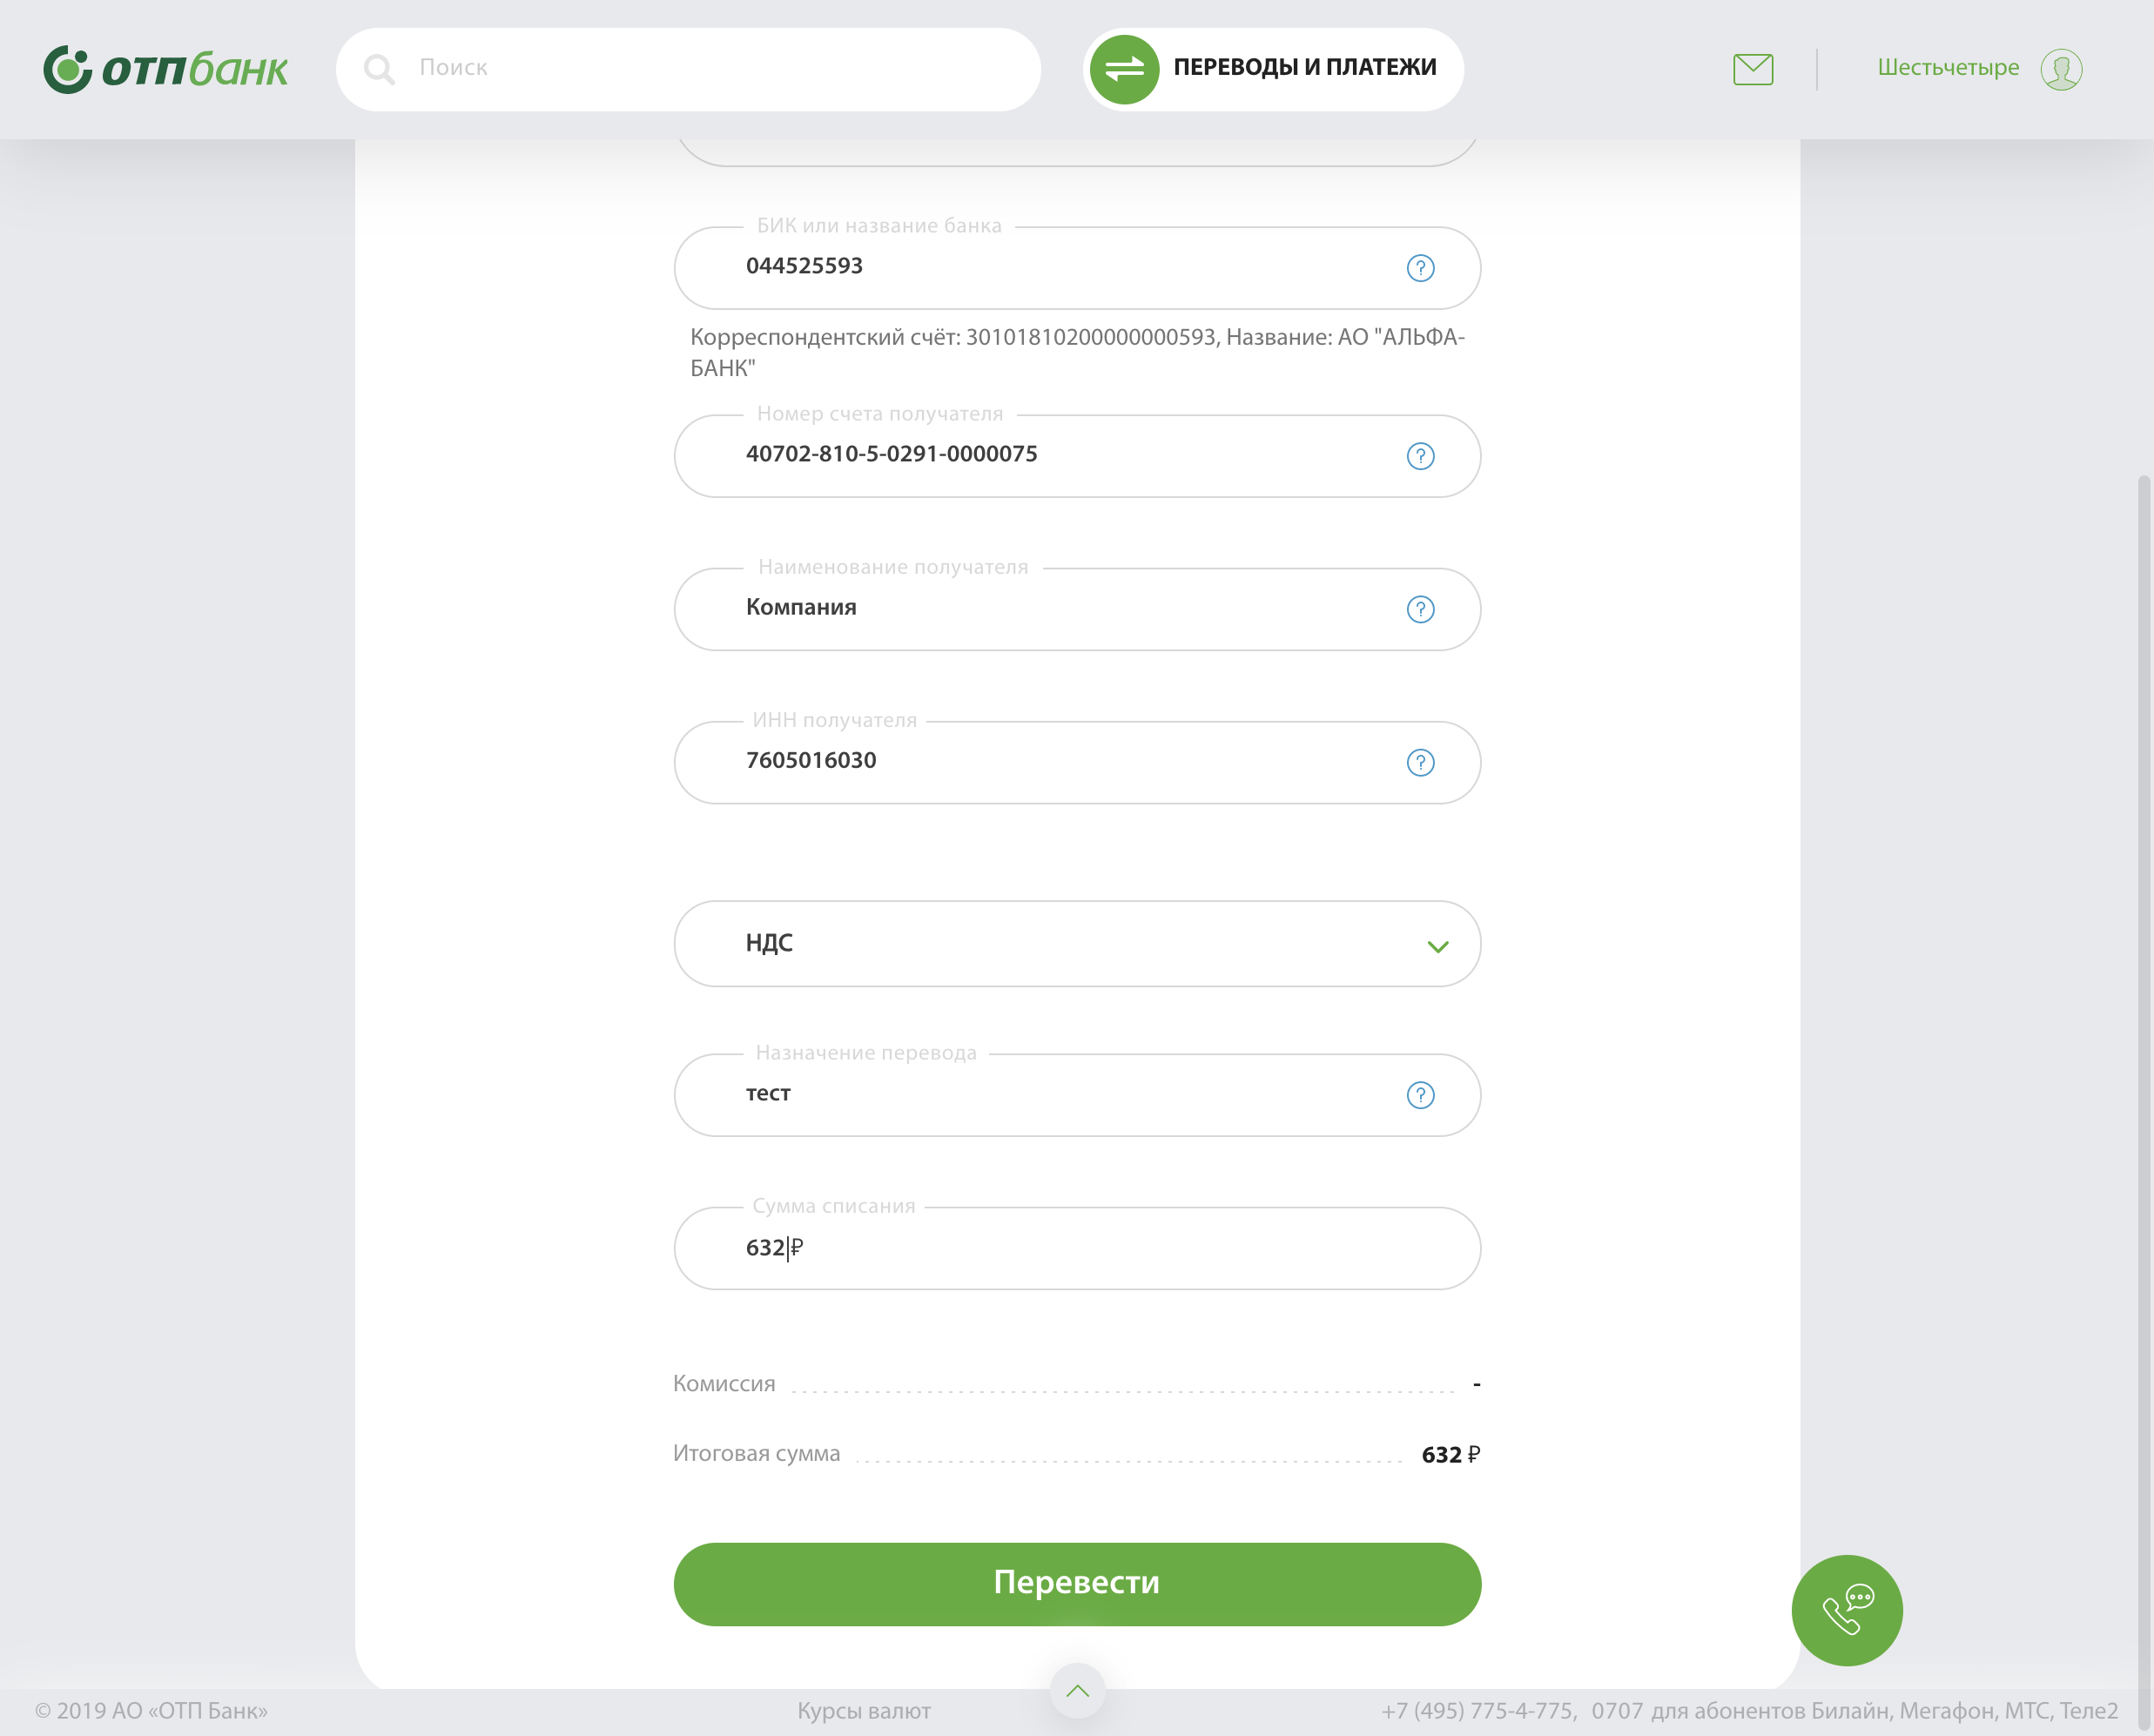 ОТПбанк
Поиск
ПЕРЕВОДЫ И ПЛАТЕЖИ
Шестьчетыре
БИК или название банка
044525593
?
Корреспондентский счёт: 30101810200000000593, Название: АО "АЛЬФА-
БАНК"
Номер счета получателя
40702-810-5-0291-0000075
?
Наименование получателя
Компания
?
ИНН получателя
7605016030
?
НДС
Назначение перевода
тест
?
Сумма списания
632 ₽
Комиссия -
Итоговая сумма 632 ₽
Перевести
© 2019 АО «ОТП Банк» Курсы валют +7 (495) 775-4-775, 0707 для абонентов Билайн, Мегафон, МТС, Теле2